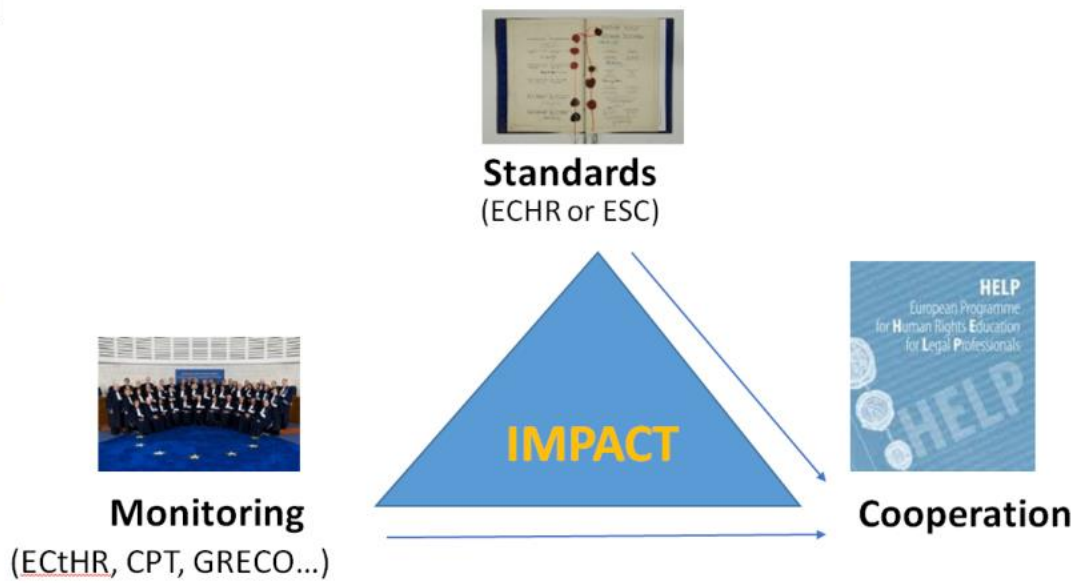 Standards
(ECHR or ESC)
HELP
European Programme
for Human Rights Education
for Legal Professionals
HELP
IMPACT
Monitoring
(ECtHR, CPT, GRECO...)
Cooperation